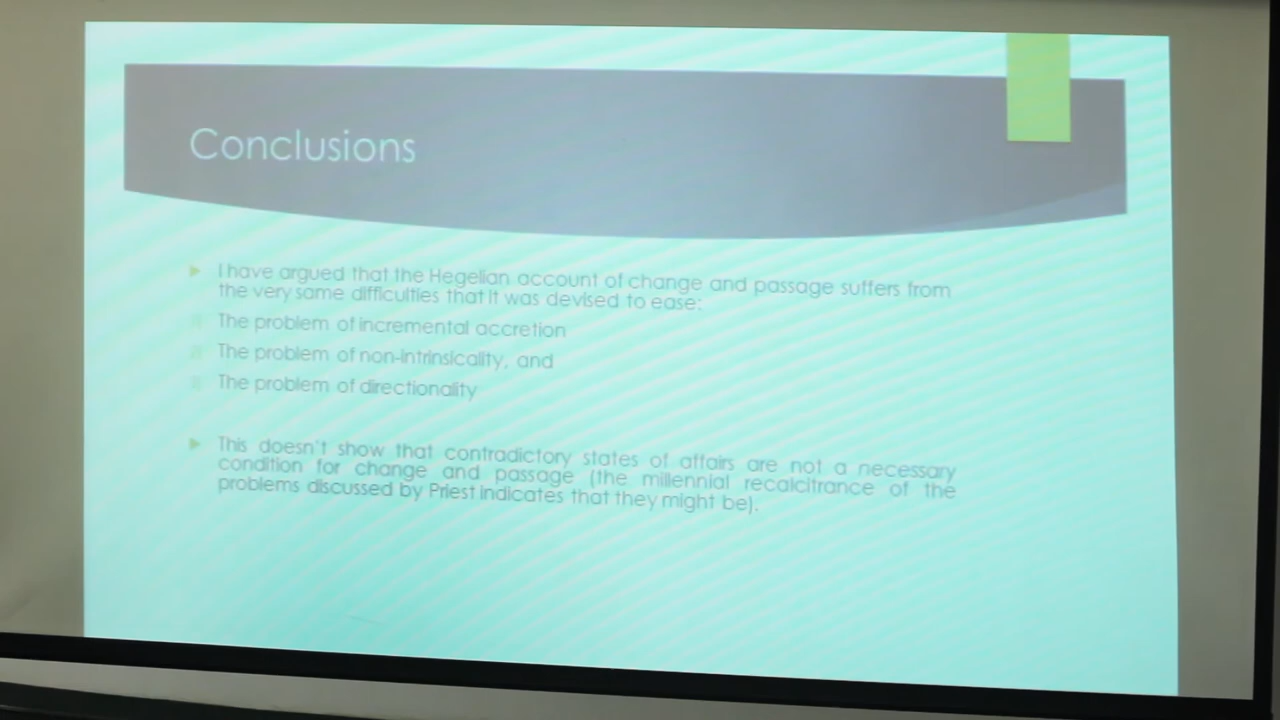 Conclusions
I have argued that the Hegelian account of change and passage suffers from
the very same difficulties that it was devised to ease:
The problem of incremental accretion
The problem of non-intrinsicality, and
The problem of directionality
This doesn't show that contradictory states of affairs are not a necessary
condition for change and passage (the millennial recalcitrance of the
problems discussed by Priest indicates that they might be).